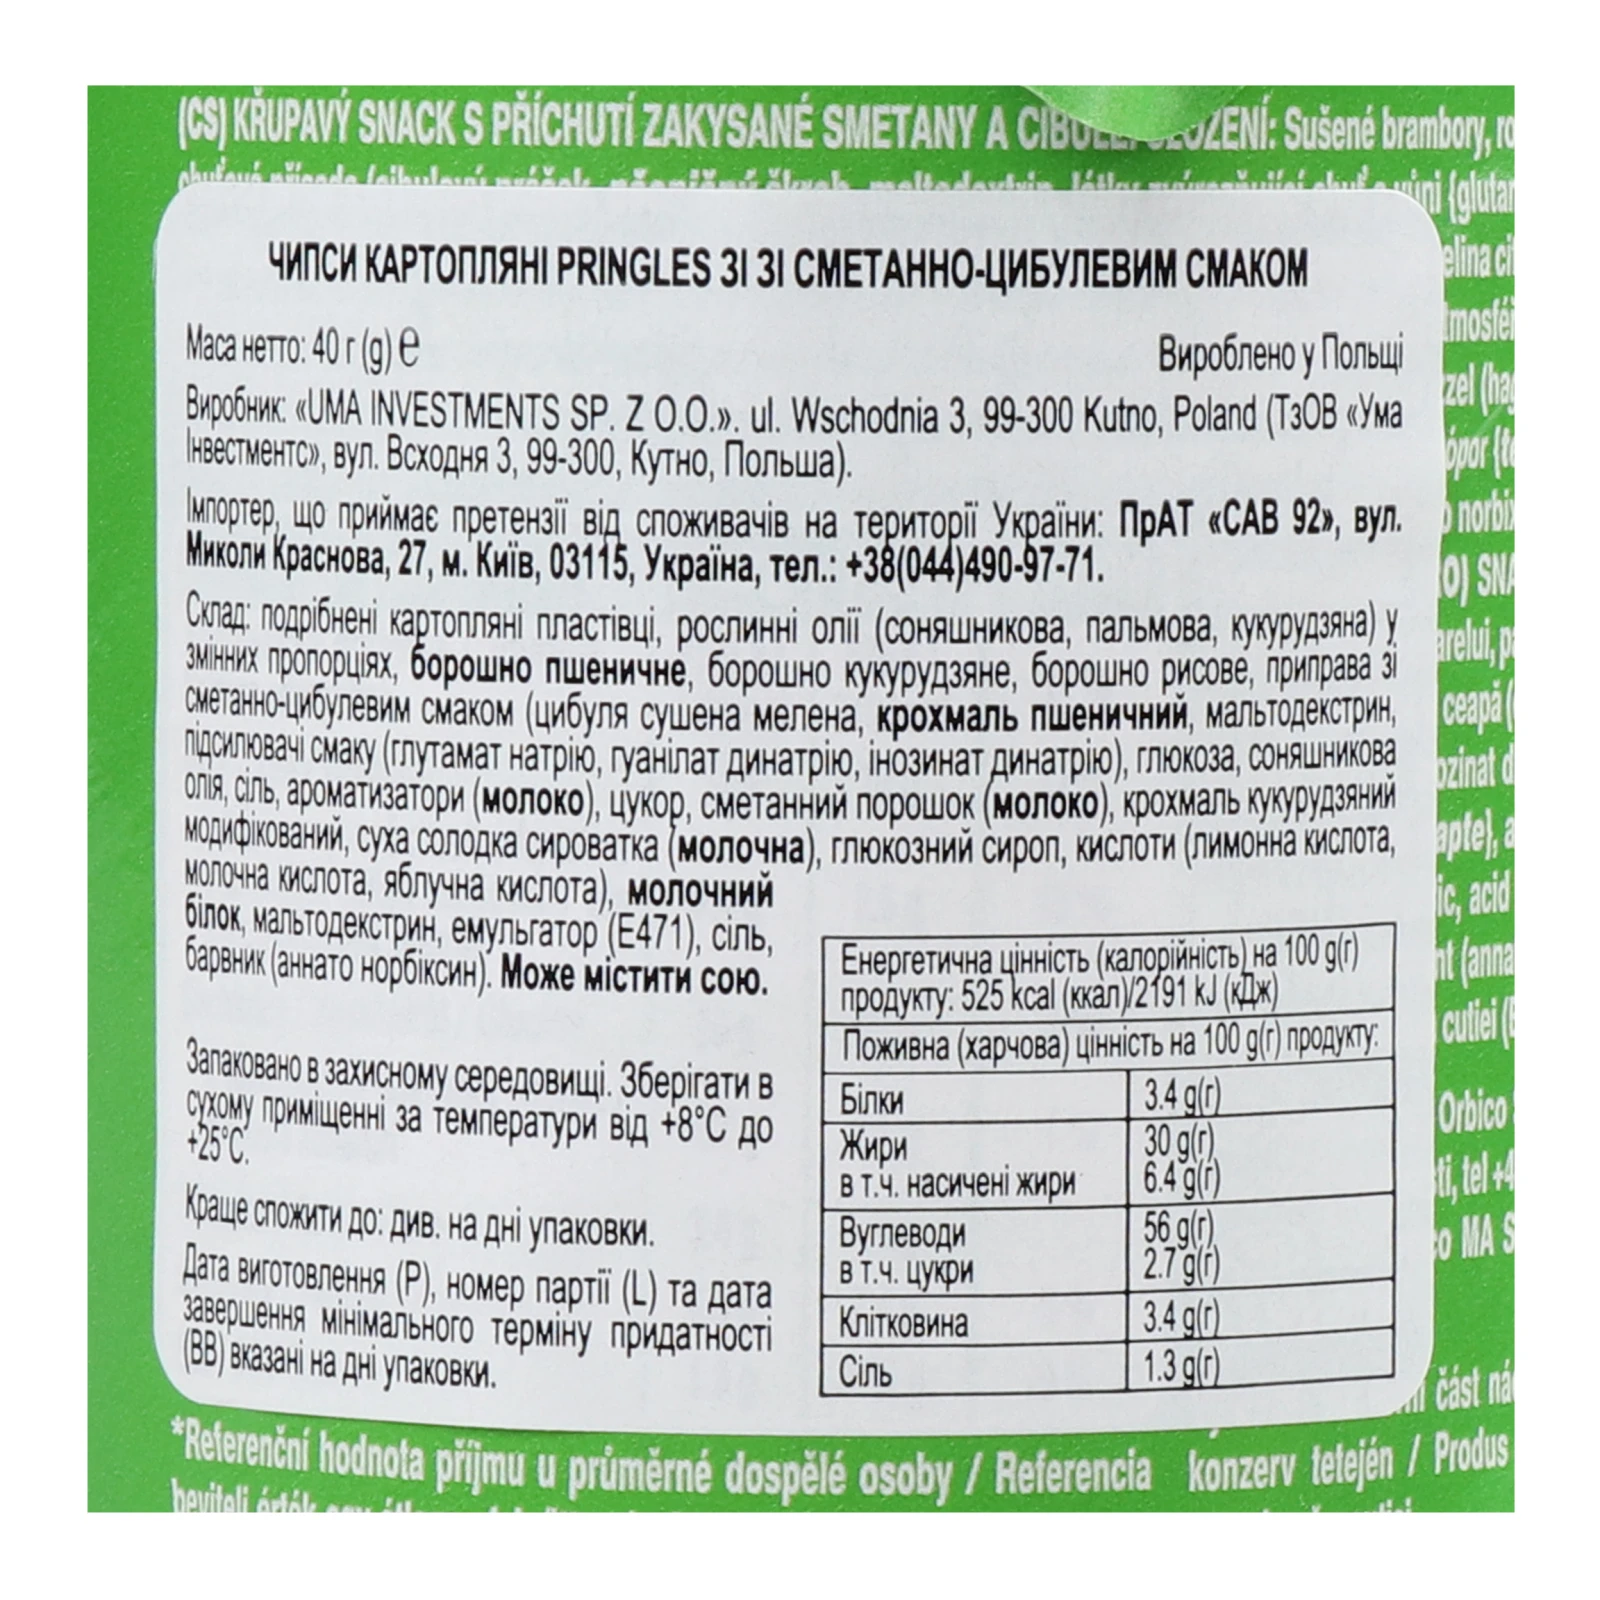 (CS) KŘUPAVÝ SNACK S PŘÍCHUTÍ ZAKYSANÉ SMETANY A Sušené brambory,
ЧИПСИ КАРТОПЛЯНІ PRINGLES ЗІ ЗІ СМЕТАННО-ЦИБУЛЕВИМ СМАКОМ
Маса нетто: 40 г (g) ℮
Вироблено у Польщі
Виробник: «UMA INVESTMENTS SP. Z O.O.». ul. Wschodnia 3, 99-300 Kutno, Poland (ТзОВ «Ума
Інвестментс», вул. Всходня 3, 99-300, Кутно, Польша).
Імпортер, що приймає претензії від споживачів на території України: ПрАТ «САВ 92», вул.
Миколи Краснова, 27, м. Київ, 03115, Україна, тел.: +38(044)490-97-71.
Склад: подрібнені картопляні пластівці, рослинні олії (соняшникова, пальмова, кукурудзяна) у
змінних пропорціях, борошно пшеничне, борошно кукурудзяне, борошно рисове, приправа зі
сметанно-цибулевим смаком (цибуля сушена мелена, крохмаль пшеничний, мальтодекстрин,
підсилювачі смаку (глутамат натрію, гуанілат динатрію, інозинат динатрію), глюкоза, соняшникова
олія, сіль, ароматизатори (молоко), цукор, сметанний порошок (молоко), крохмаль кукурудзяний
модифікований, суха солодка сироватка (молочна), глюкозний сироп, кислоти (лимонна кислота,
молочна кислота, яблучна кислота), молочний
білок, мальтодекстрин, емульгатор (Е471), сіль,
барвник (аннато норбіксин). Може містити сою.
Запаковано в захисному середовищі. Зберігати в
сухому приміщенні за температури від +8°С до
+25°С.
Краще спожити до: див. на дні упаковки.
Дата виготовлення (P), номер партії (L) та дата
завершення мінімального терміну придатності
(BB) вказані на дні упаковки.
Енергетична цінність (калорійність) на 100 g(г)
продукту: 525 kcal (ккал)/2191 kJ (кДж)
Поживна (харчова) цінність на 100 g(г) продукту:
Білки 3.4 g(г)
Жири 30 g(г)
в т.ч. насичені жири 6.4 g(г)
Вуглеводи 56 g(г)
в т.ч. цукри 2.7 g(г)
Клітковина 3.4 g(г)
Сіль 1.3 g(г)
acid
cutiei
Orbico
tel
MA
část
*Referenční hodnota příjmu u průměrné dospělé osoby / Referencia konzerv tetején / Produs